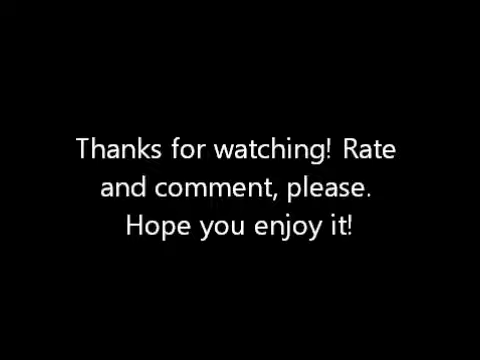 Thanks for watching! Rate
and comment, please.
Hope you enjoy it!